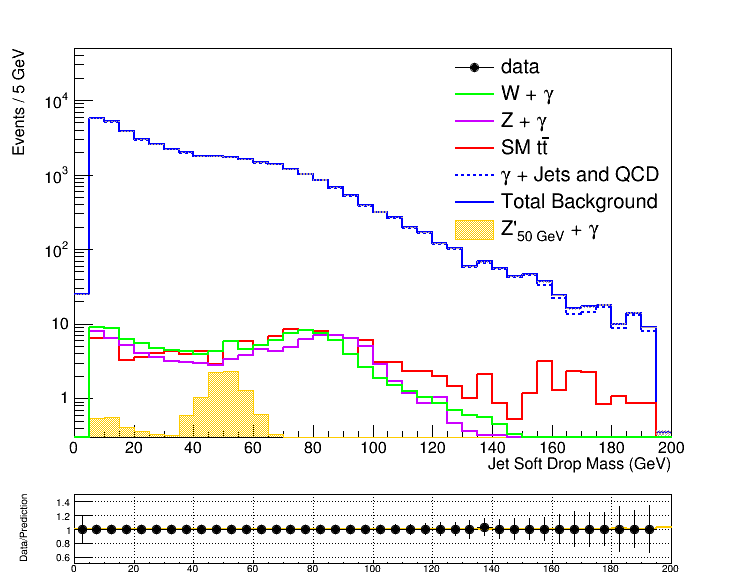 Events / 5 GeV
10⁴
10³
10²
10
1
data
W + γ
Z + γ
SM tt̄
γ + Jets and QCD
Total Background
Z'50 GeV + γ
0 20 40 60 80 100 120 140 160 180 200
Jet Soft Drop Mass (GeV)
Data/Prediction
1.4
1.2
1
0.8
0.6
0 20 40 60 80 100 120 140 160 180 200